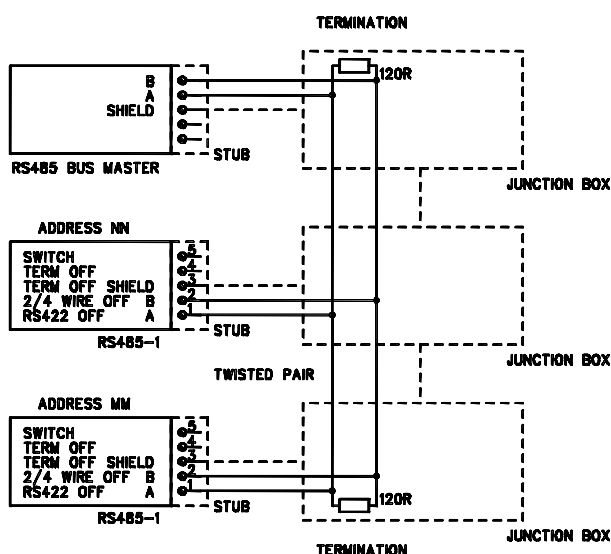 TERMINATION
120R
B
A
SHIELD
STUB
RS485 BUS MASTER
JUNCTION BOX
ADDRESS NN
SWITCH 5
TERM OFF 4
TERM OFF SHIELD 3
2/4 WIRE OFF B 2
RS422 OFF A 1
STUB
RS485-1
JUNCTION BOX
TWISTED PAIR
ADDRESS MM
SWITCH 5
TERM OFF 4
TERM OFF SHIELD 3
2/4 WIRE OFF B 2
RS422 OFF A 1
120R
STUB
RS485-1
JUNCTION BOX
TERMINATION